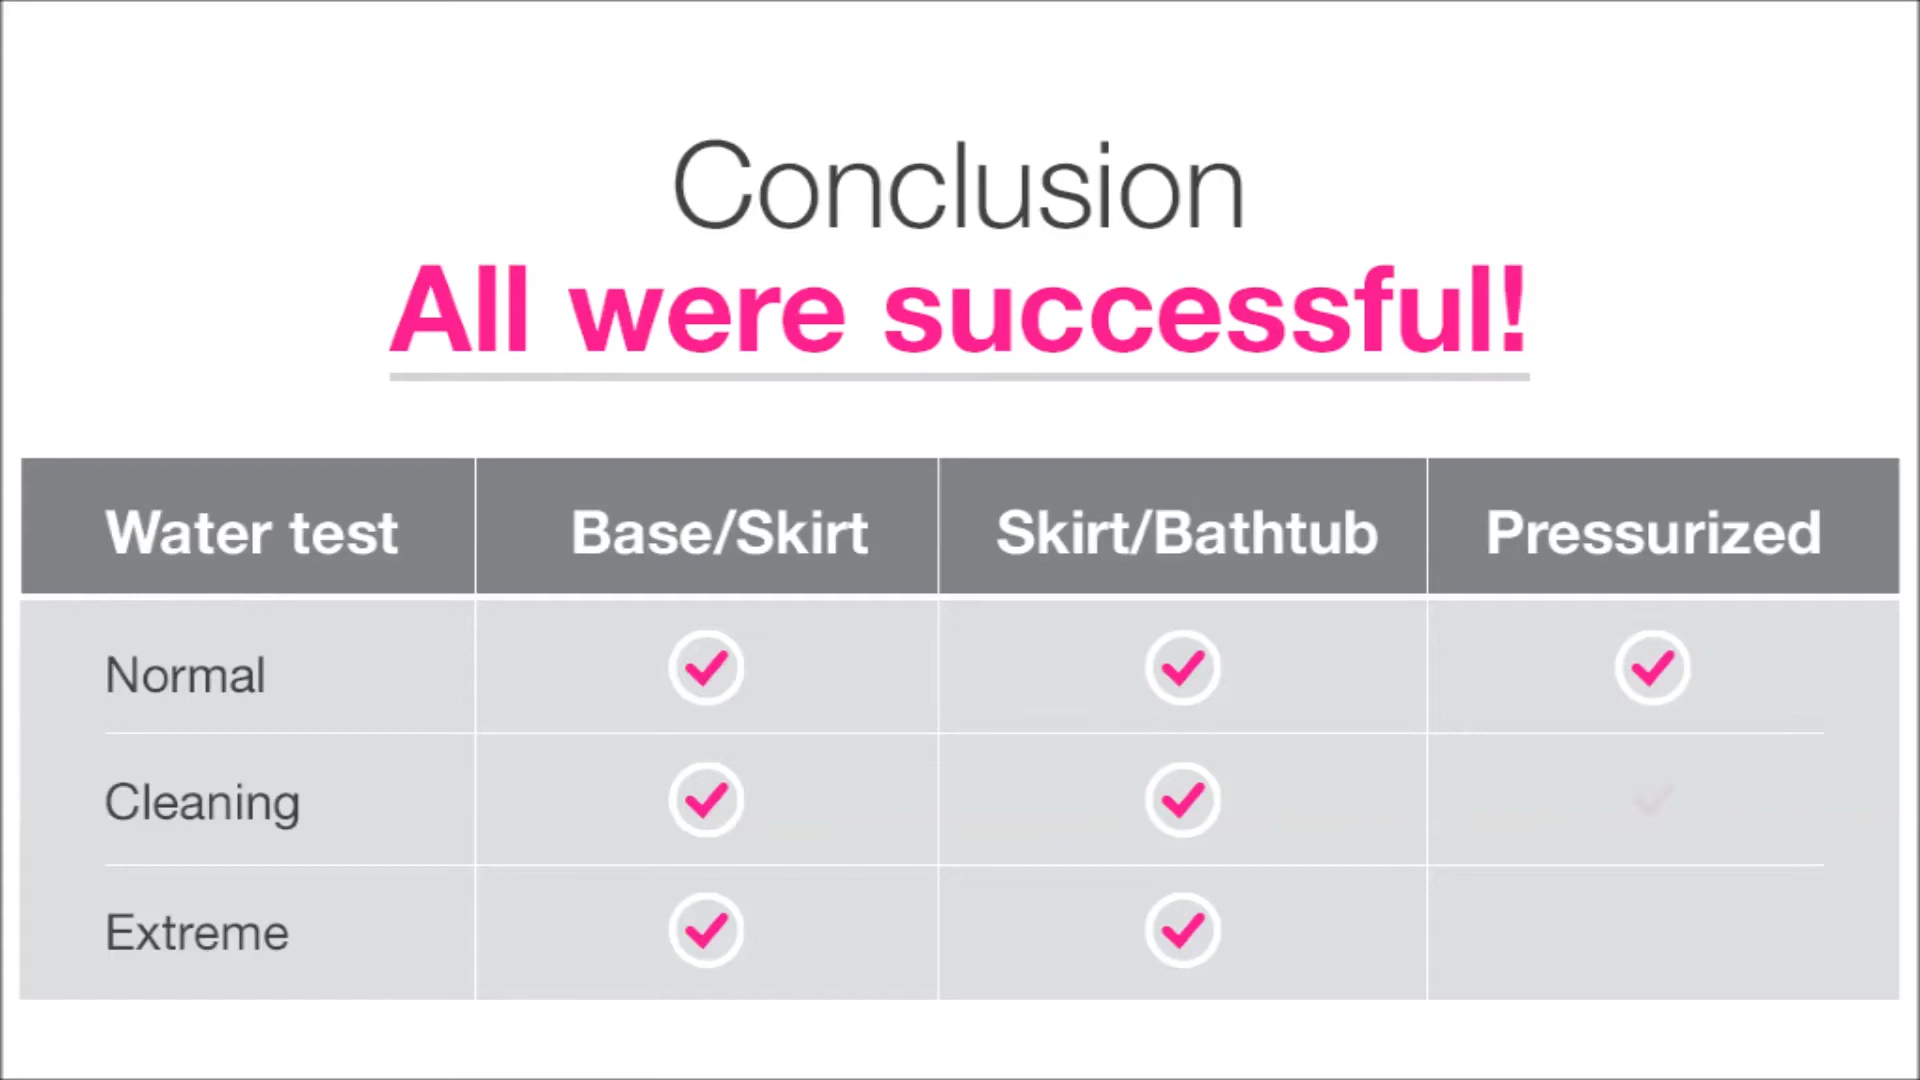 Conclusion
All were successful!
Water test Base/Skirt Skirt/Bathtub Pressurized
Normal
Cleaning
Extreme